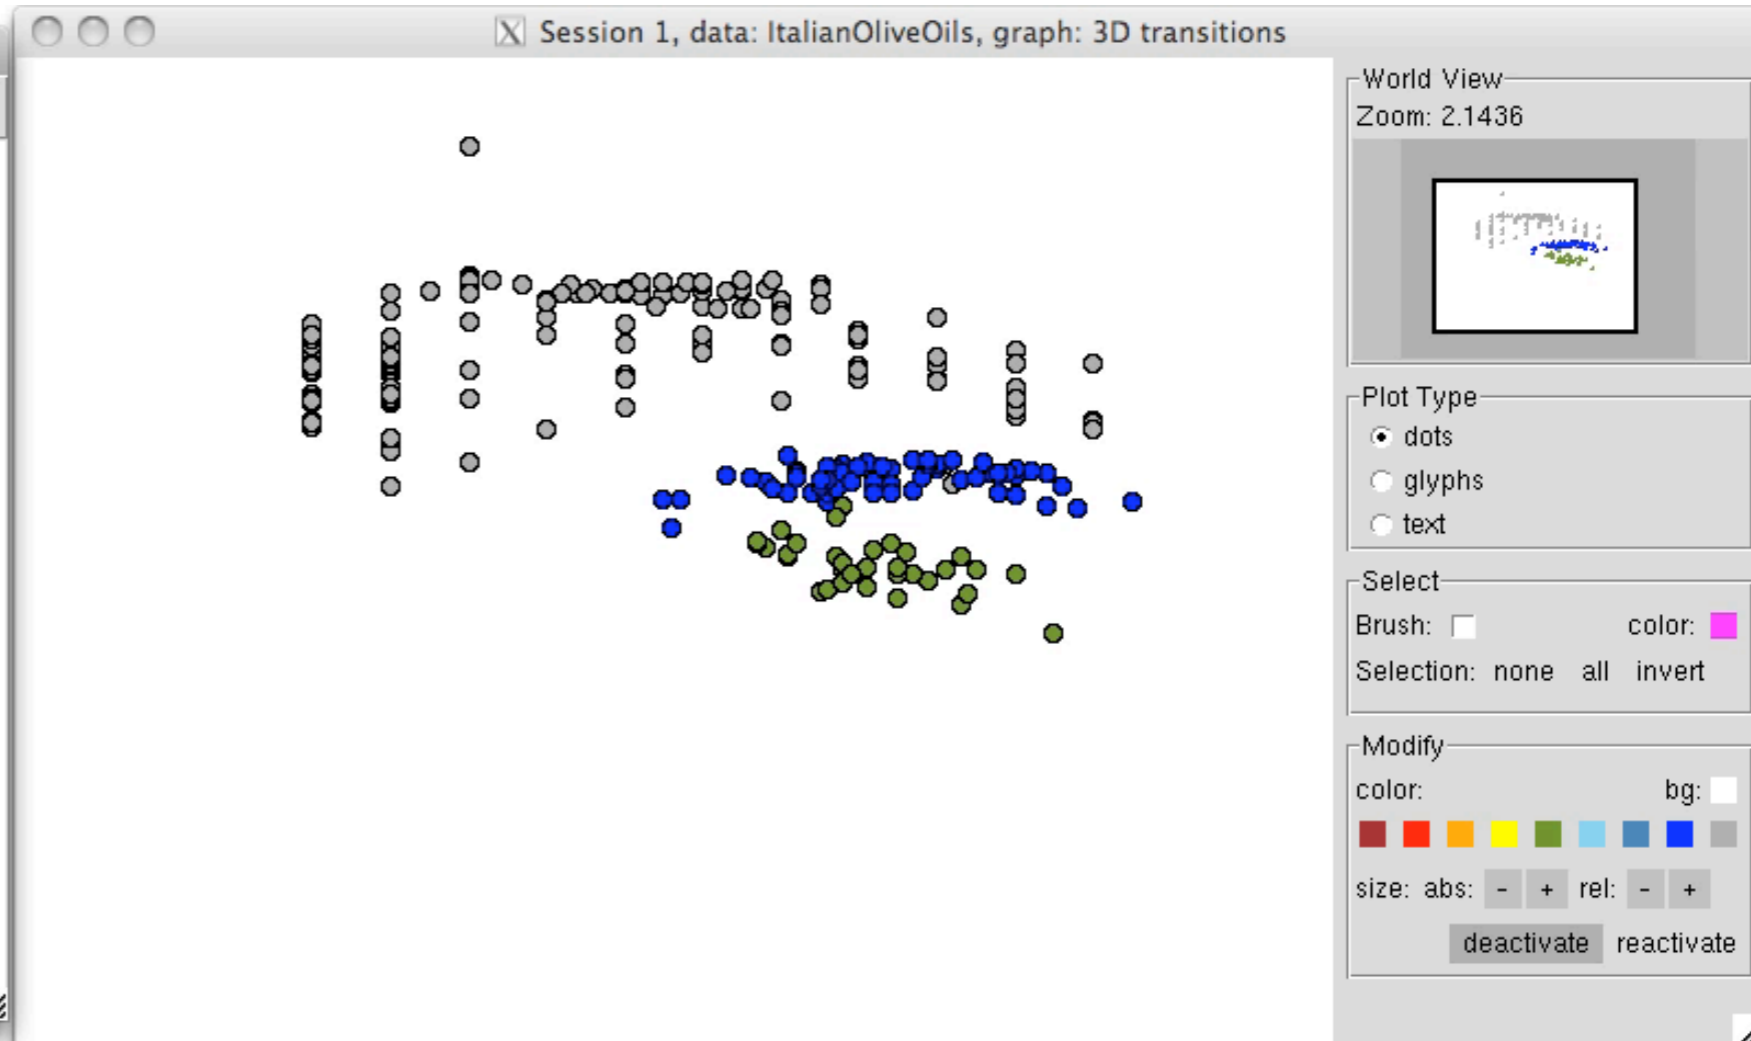 Session 1, data: ItalianOliveOils, graph: 3D transitions
World View
Zoom: 2.1436
Plot Type
dots
glyphs
text
Select
Brush: color:
Selection: none all invert
Modify
color: bg:
size: abs: - + rel: - +
deactivate reactivate